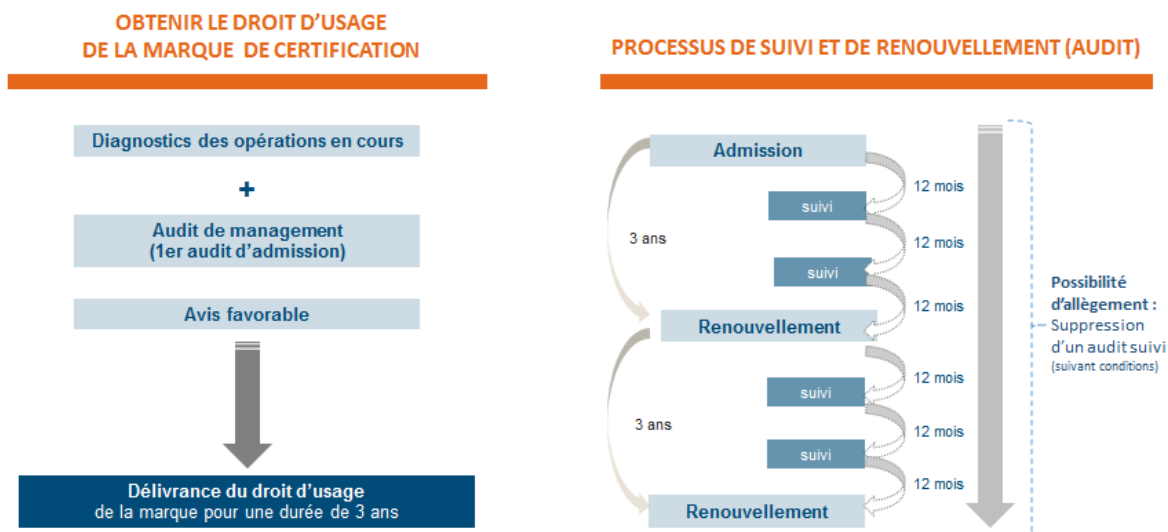 OBTENIR LE DROIT D'USAGE
DE LA MARQUE DE CERTIFICATION
Diagnostics des opérations en cours
+
Audit de management
(1er audit d'admission)
Avis favorable
Délivrance du droit d'usage
de la marque pour une durée de 3 ans
PROCESSUS DE SUIVI ET DE RENOUVELLEMENT (AUDIT)
Admission
12 mois
suivi
3 ans
12 mois
suivi
12 mois
Renouvellement
12 mois
suivi
3 ans
12 mois
suivi
12 mois
Renouvellement
Possibilité
d'allègement :
Suppression
d'un audit suivi
(suivant conditions)